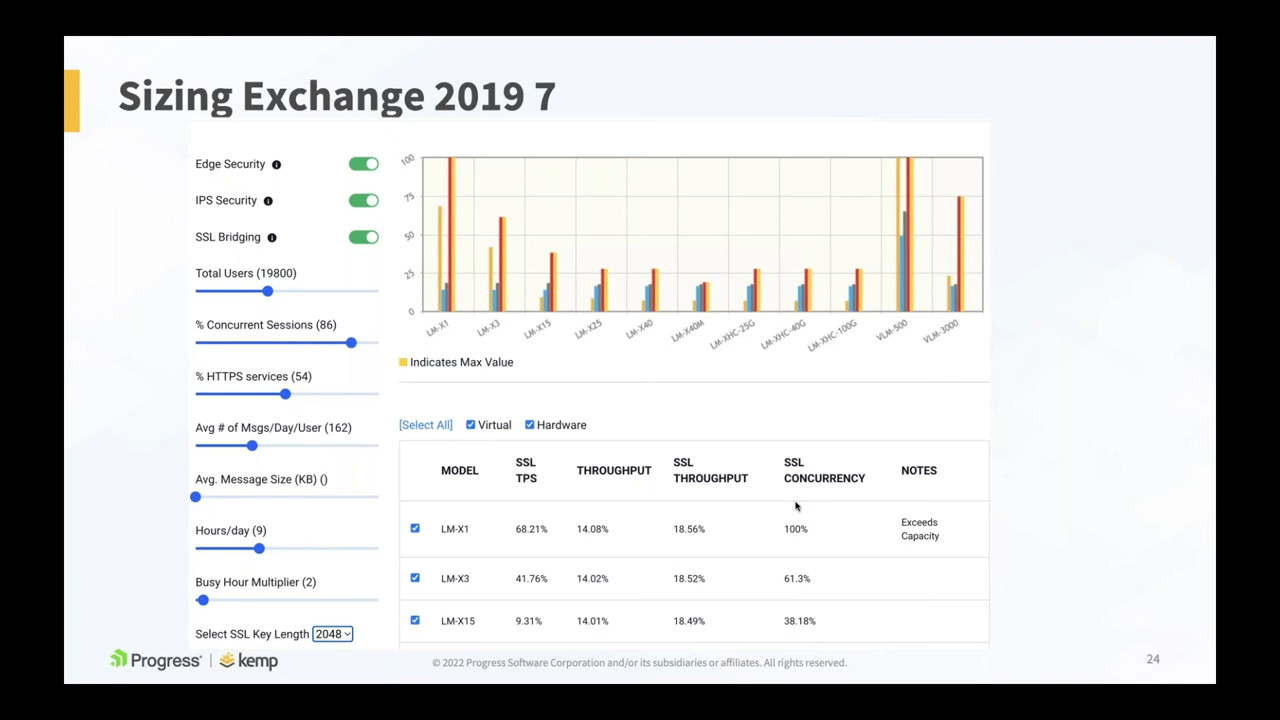 Sizing Exchange 2019 7
Edge Security
IPS Security
SSL Bridging
Total Users (19800)
% Concurrent Sessions (86)
% HTTPS services (54)
Avg # of Msgs/Day/User (162)
Avg. Message Size (KB) ()
Hours/day (9)
Busy Hour Multiplier (2)
Select SSL Key Length 2048
100
75
50
25
0
LM-X1 LM-X3 LM-X15 LM-X25 LM-X40 LM-X40M LM-XHC-25G LM-XHC-40G LM-XHC-100G VLM-500 VLM-3000
Indicates Max Value
[Select All] Virtual Hardware
MODEL SSL TPS THROUGHPUT SSL THROUGHPUT SSL CONCURRENCY NOTES
LM-X1 68.21% 14.08% 18.56% 100% Exceeds Capacity
LM-X3 41.76% 14.02% 18.52% 61.3%
LM-X15 9.31% 14.01% 18.49% 38.18%
Progress | kemp
© 2022 Progress Software Corporation and/or its subsidiaries or affiliates. All rights reserved.
24